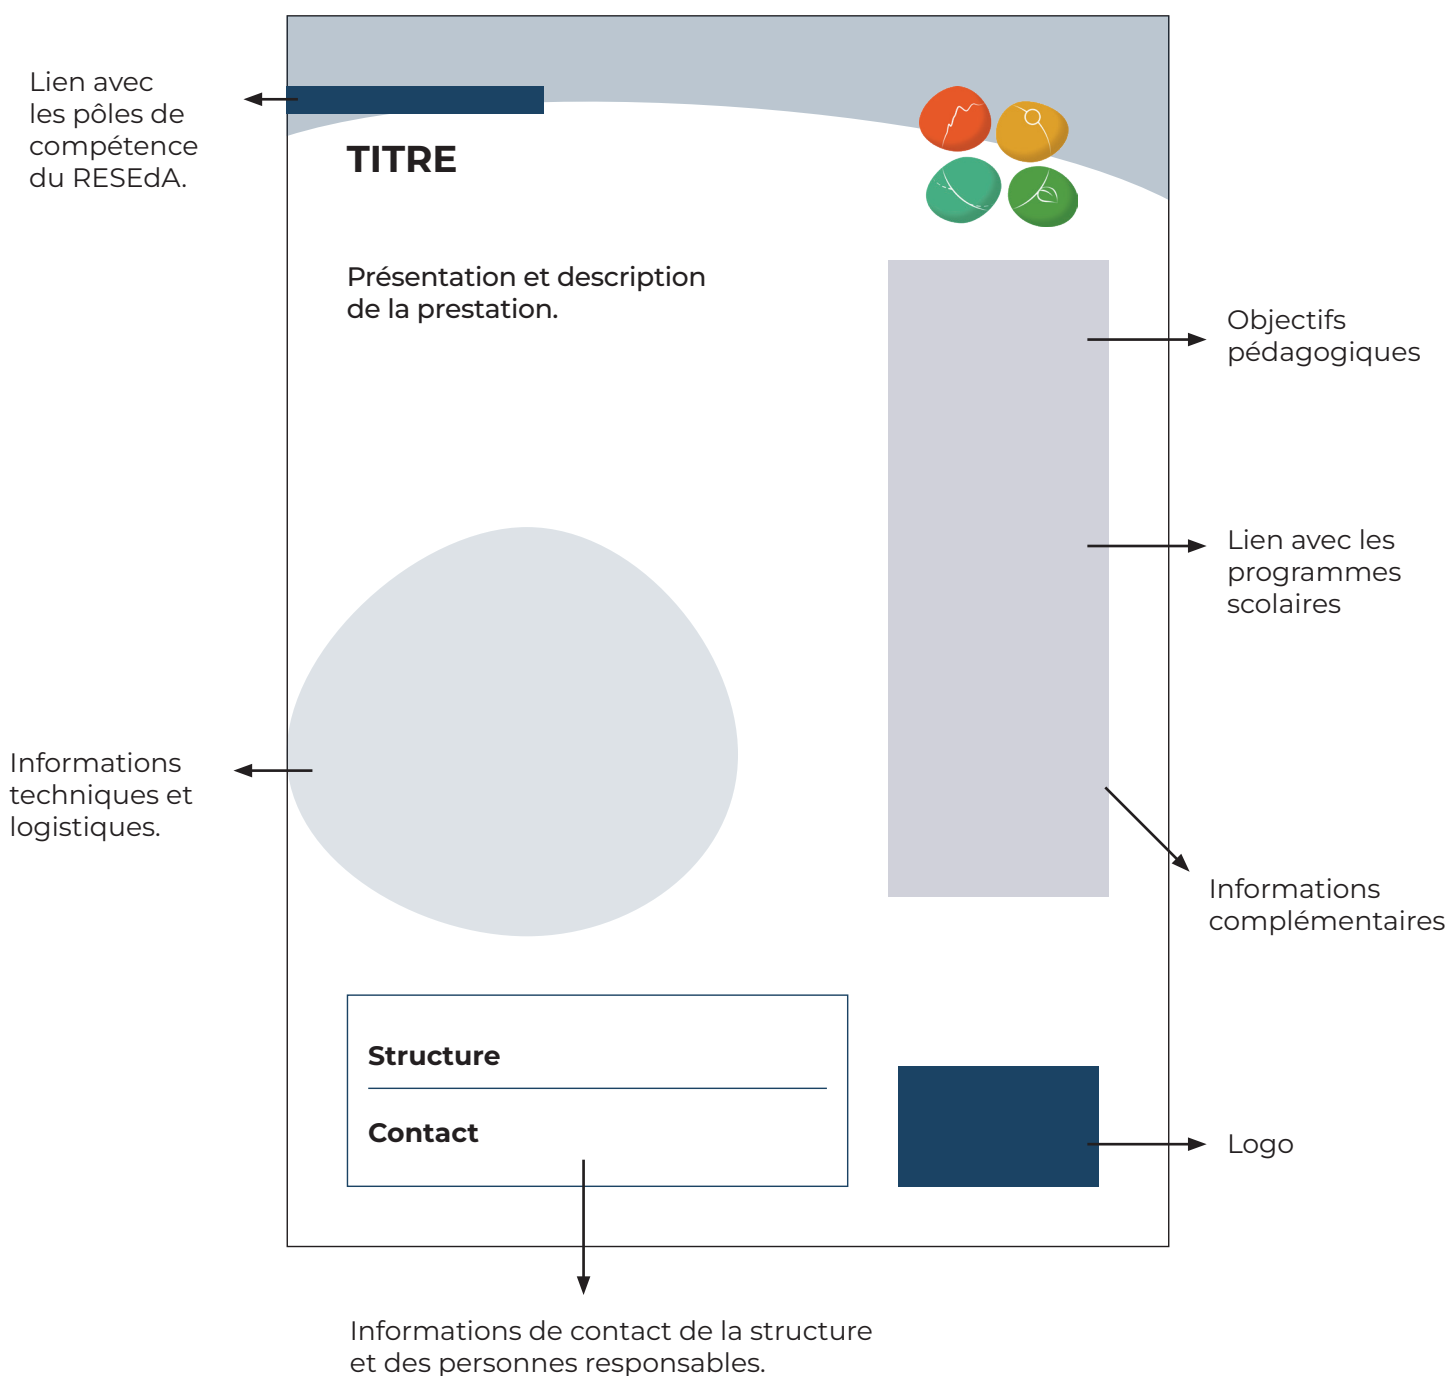 Lien avec
les pôles de
compétence
du RESEdA.
TITRE
Présentation et description
de la prestation.
Objectifs
pédagogiques
Lien avec les
programmes
scolaires
Informations
techniques et
logistiques.
Informations
complémentaires
Structure
Contact
Logo
Informations de contact de la structure
et des personnes responsables.